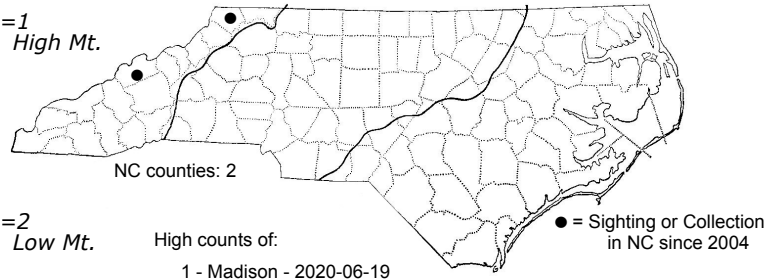 =1
High Mt.
NC counties: 2
=2
Low Mt.
High counts of:
1 - Madison - 2020-06-19
● = Sighting or Collection
in NC since 2004